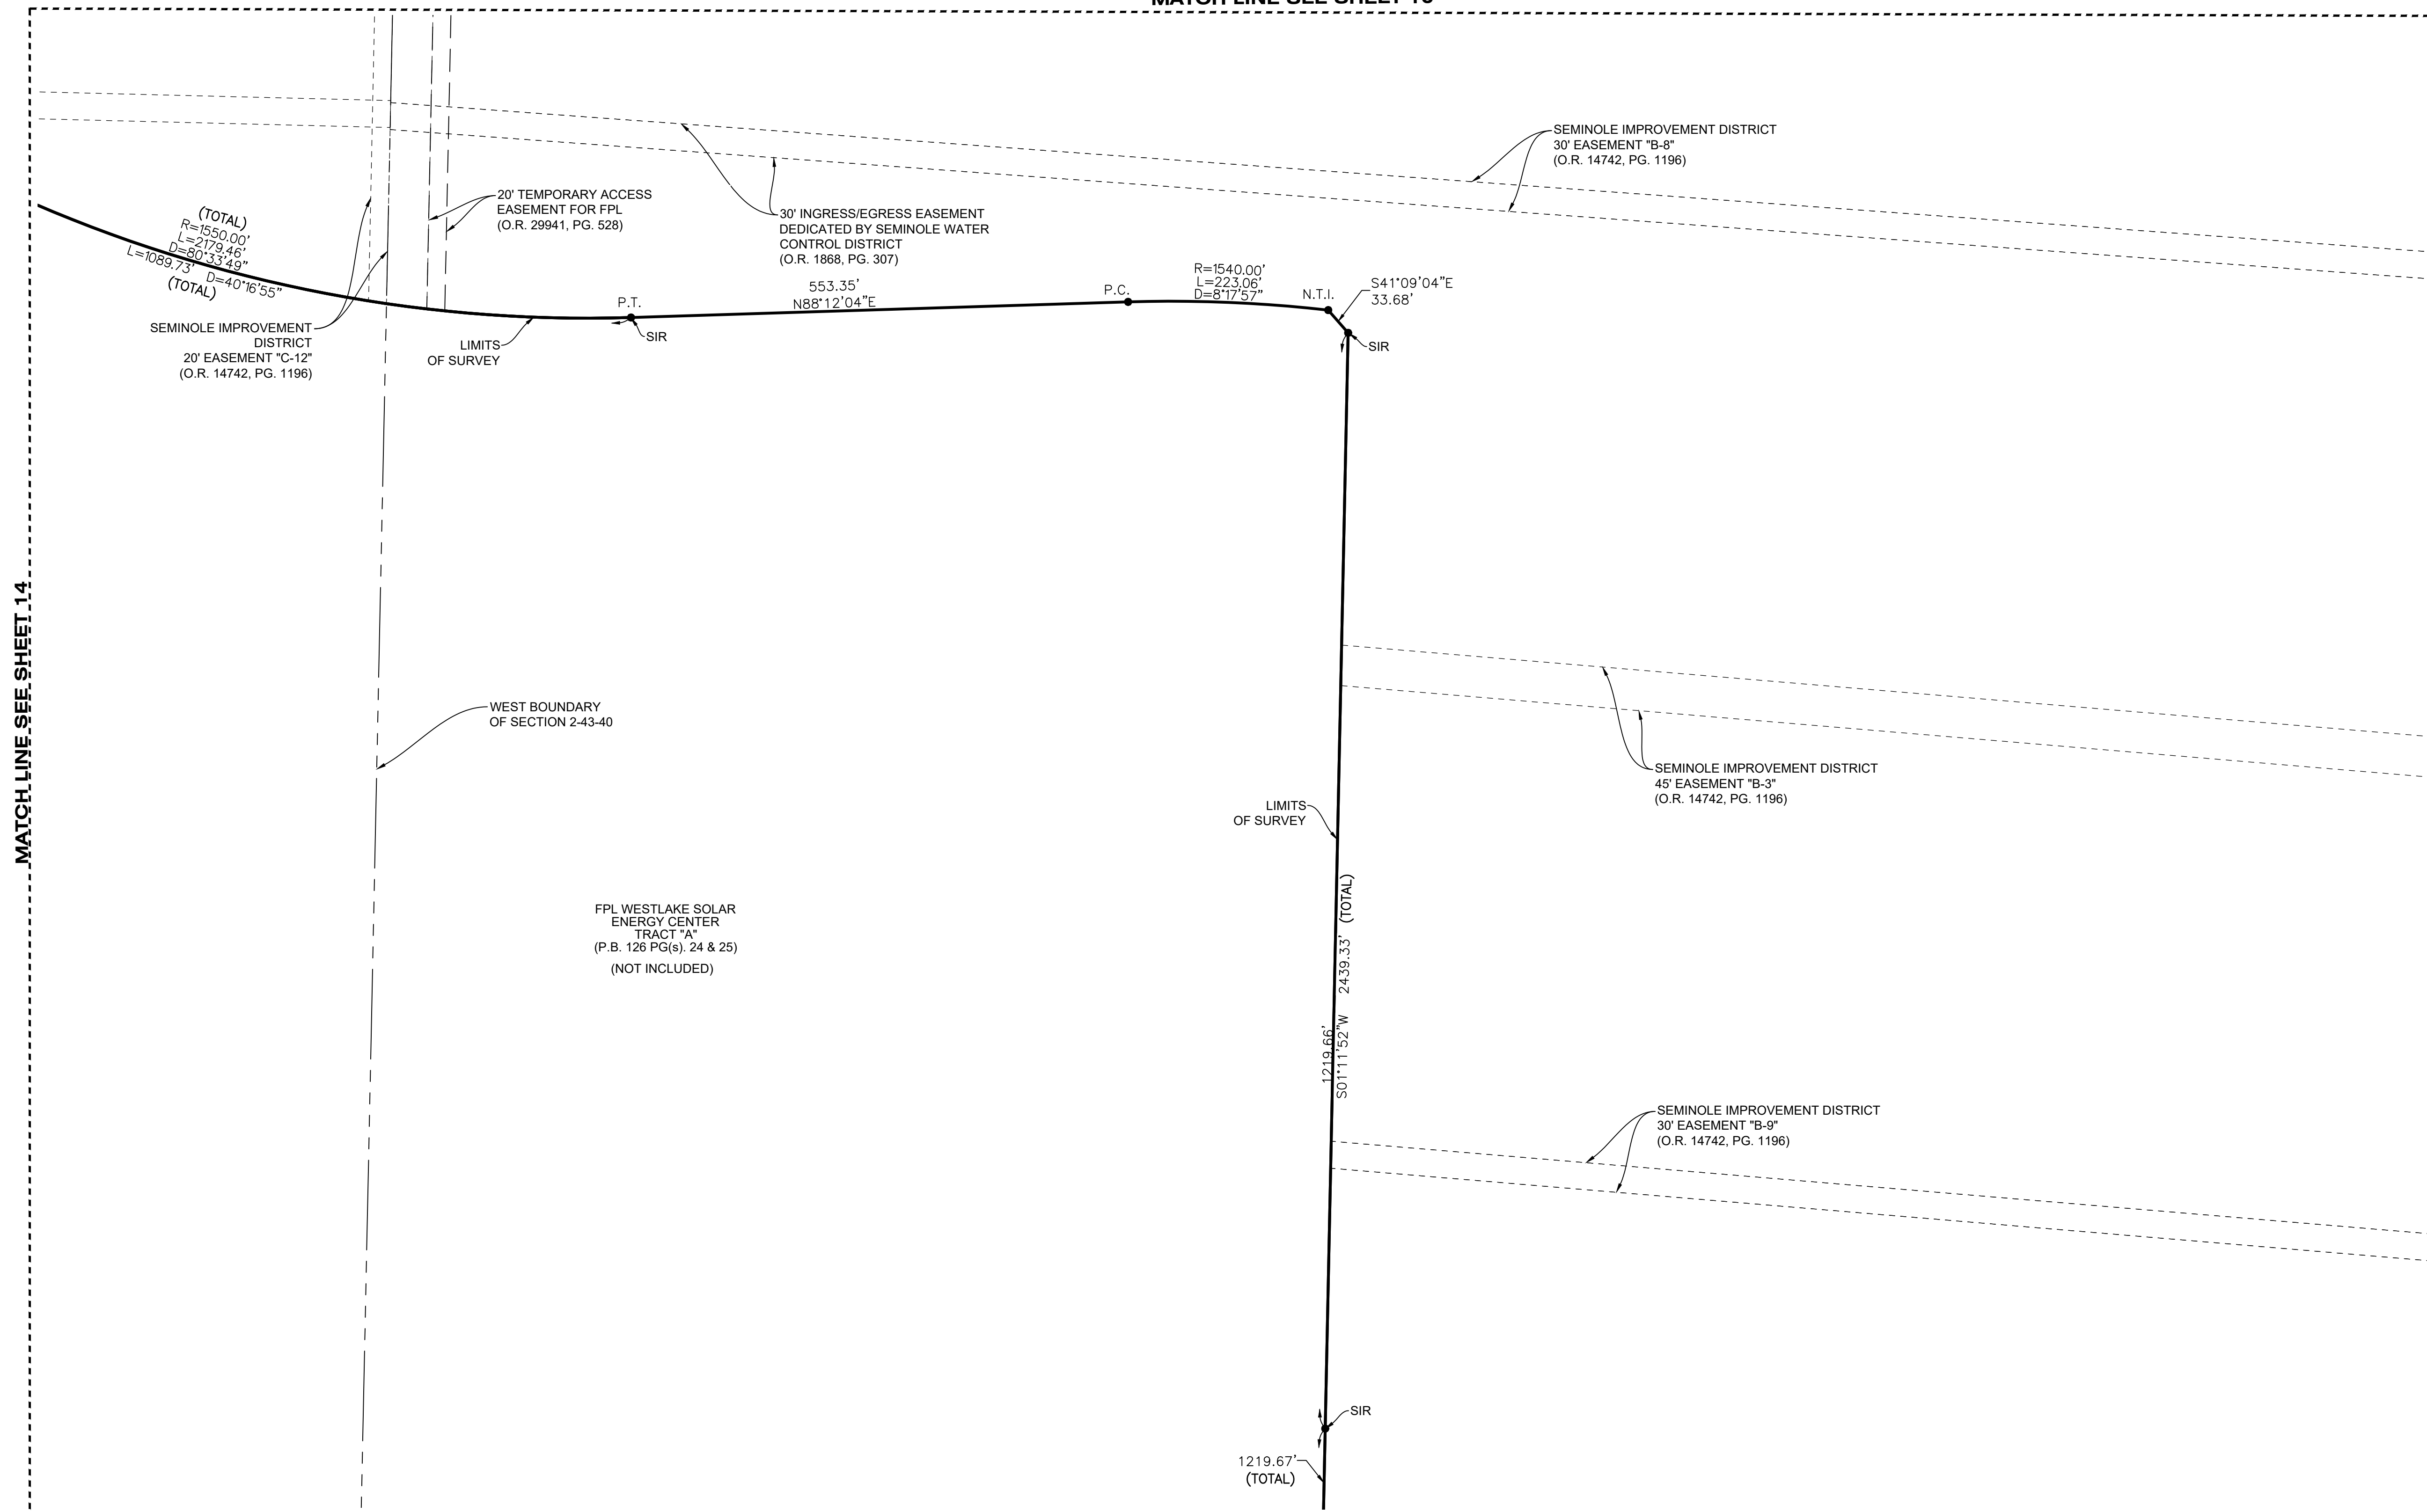 SEMINOLE IMPROVEMENT DISTRICT
30' EASEMENT "B-8"
(O.R. 14742, PG. 1196)
20' TEMPORARY ACCESS
EASEMENT FOR FPL
(O.R. 29941, PG. 528)
30' INGRESS/EGRESS EASEMENT
DEDICATED BY SEMINOLE WATER
CONTROL DISTRICT
(O.R. 1868, PG. 307)
(TOTAL)
R=1550.00'
L=2179.46'
D=80°33'49"
L=1089.73' D=40°16'55"
(TOTAL)
SEMINOLE IMPROVEMENT
DISTRICT
20' EASEMENT "C-12"
(O.R. 14742, PG. 1196)
LIMITS
OF SURVEY
P.T.
SIR
553.35'
N88°12'04"E
P.C.
R=1540.00'
L=223.06'
D=8°17'57"
N.T.I.
S41°09'04"E
33.68'
SIR
MATCH LINE SEE SHEET 14
WEST BOUNDARY
OF SECTION 2-43-40
SEMINOLE IMPROVEMENT DISTRICT
45' EASEMENT "B-3"
(O.R. 14742, PG. 1196)
LIMITS
OF SURVEY
FPL WESTLAKE SOLAR
ENERGY CENTER
TRACT "A"
(P.B. 126 PG(s). 24 & 25)
(NOT INCLUDED)
1219.66'
S01°11'52"W 2439.33' (TOTAL)
SEMINOLE IMPROVEMENT DISTRICT
30' EASEMENT "B-9"
(O.R. 14742, PG. 1196)
SIR
1219.67'
(TOTAL)